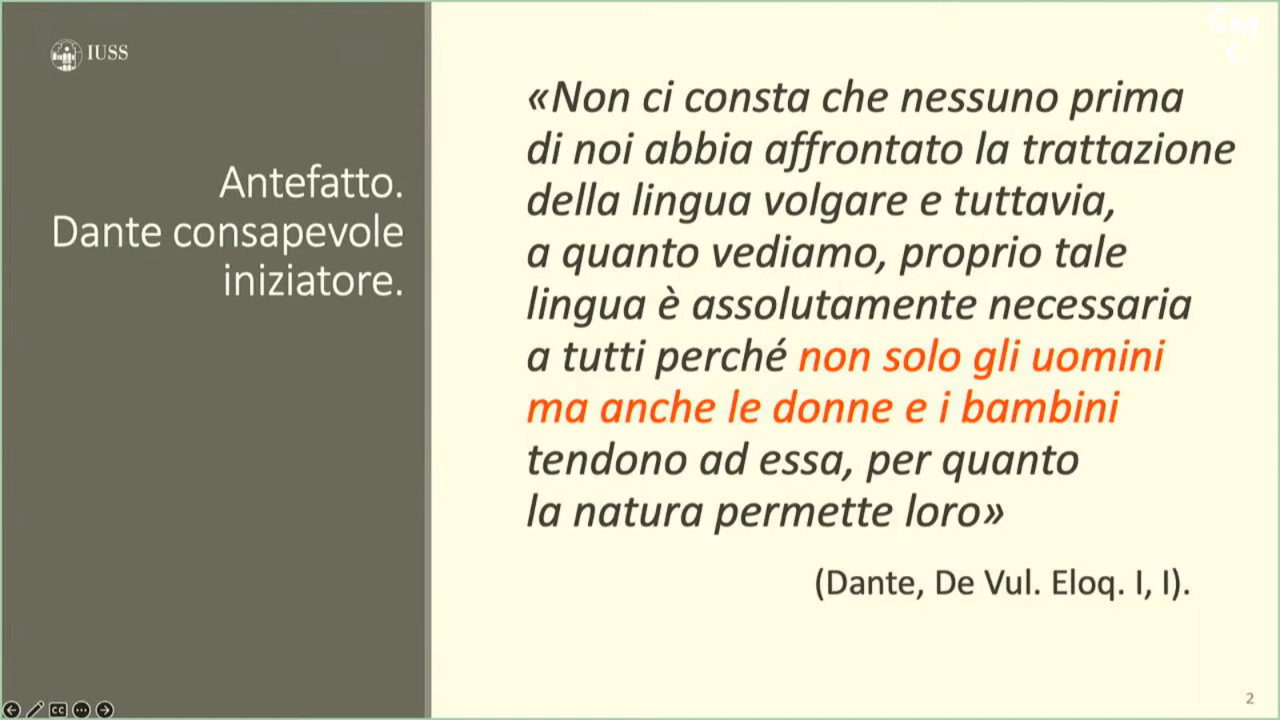 IUSS
Antefatto.
Dante consapevole
iniziatore.
«Non ci consta che nessuno prima
di noi abbia affrontato la trattazione
della lingua volgare e tuttavia,
a quanto vediamo, proprio tale
lingua è assolutamente necessaria
a tutti perché non solo gli uomini
ma anche le donne e i bambini
tendono ad essa, per quanto
la natura permette loro»
(Dante, De Vul. Eloq. I, I).
CMC
CC
2